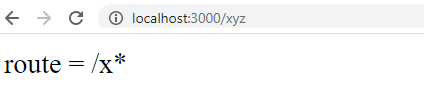 localhost:3000/xyz
route = /x*